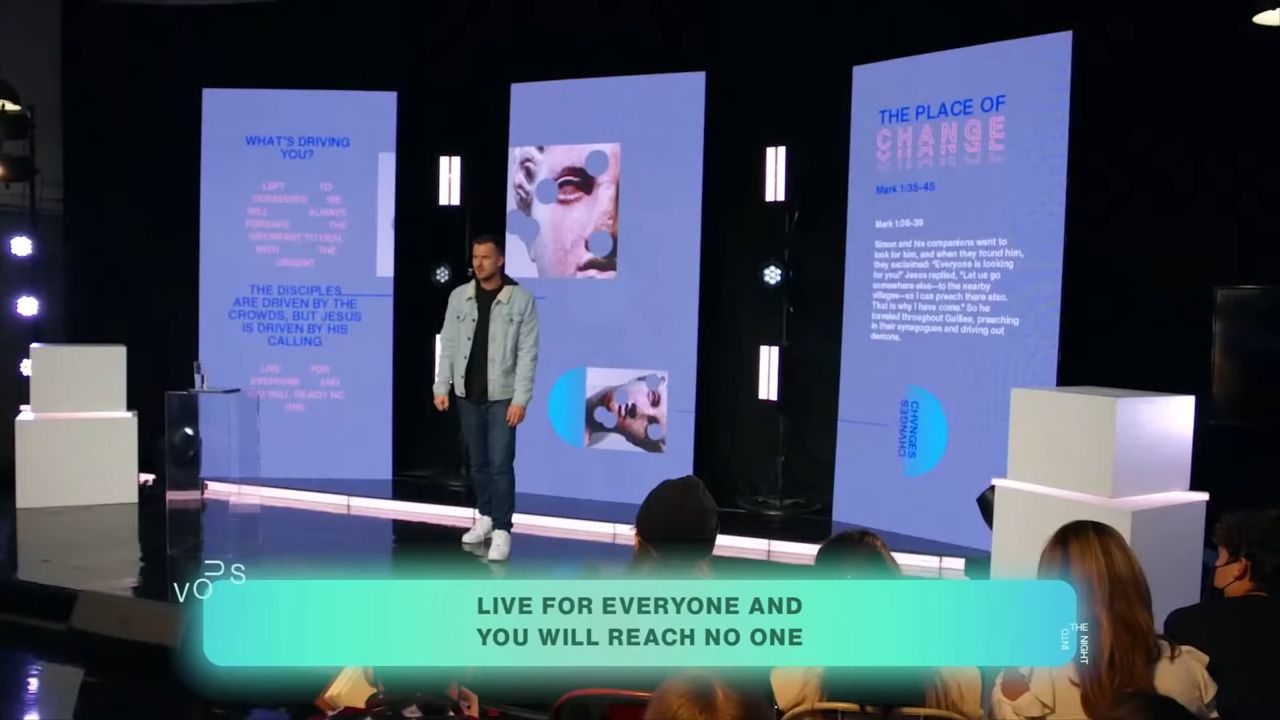 WHAT'S DRIVING
YOU?
LEFT TO
OURSELVES WE
WILL ALWAYS
FORSAKE THE
IMPORTANT TO DEAL
WITH THE
URGENT
THE DISCIPLES
ARE DRIVEN BY THE
CROWDS, BUT JESUS
IS DRIVEN BY HIS
CALLING
LIVE FOR
EVERYONE AND
YOU WILL REACH NO
ONE
THE PLACE OF
CHANGE
Mark 1:35-45
Mark 1:36-39
Simon and his companions went to
look for him, and when they found him,
they exclaimed: "Everyone is looking
for you!" Jesus replied, "Let us go
somewhere else—to the nearby
villages—so I can preach there also.
That is why I have come." So he
traveled throughout Galilee, preaching
in their synagogues and driving out
demons.
CHVNGES
CHVNGES
VOUS
LIVE FOR EVERYONE AND
YOU WILL REACH NO ONE
INTO
THE NIGHT